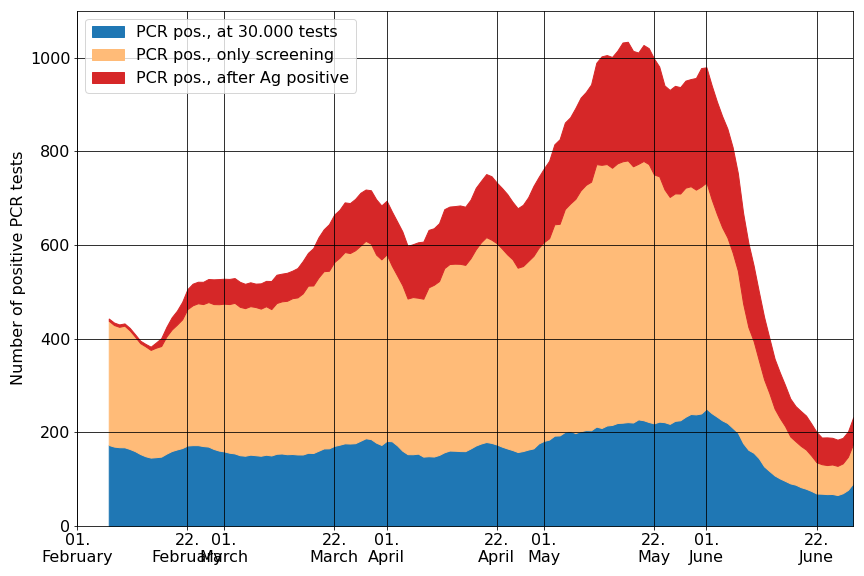 PCR pos., at 30.000 tests
PCR pos., only screening
PCR pos., after Ag positive
Number of positive PCR tests
1000
800
600
400
200
0
01. 22. 01. 22. 01. 22. 01. 22. 01. 22.
February February March March April April May May June June